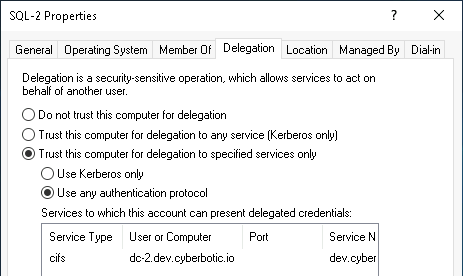 SQL-2 Properties
General Operating System Member Of Delegation Location Managed By Dial-in
Delegation is a security-sensitive operation, which allows services to act on
behalf of another user.
Do not trust this computer for delegation
Trust this computer for delegation to any service (Kerberos only)
Trust this computer for delegation to specified services only
Use Kerberos only
Use any authentication protocol
Services to which this account can present delegated credentials:
Service Type User or Computer Port Service N
cifs dc-2.dev.cyberbotic.io dev.cyber